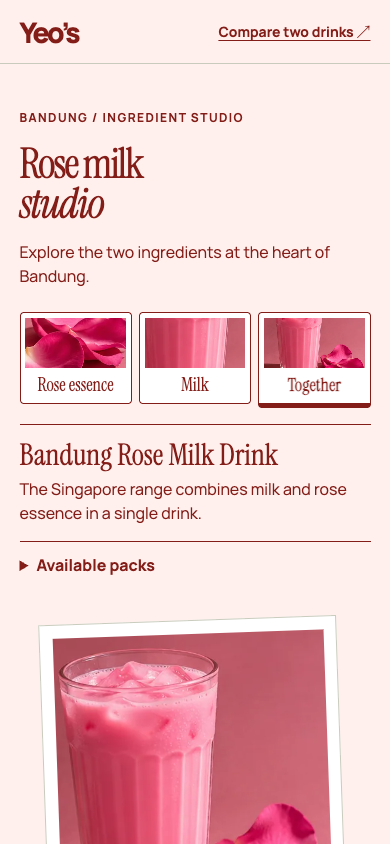 Yeo's
Compare two drinks ↗
BANDUNG / INGREDIENT STUDIO
Rose milk
studio
Explore the two ingredients at the heart of
Bandung.
Rose essence
Milk
Together
Bandung Rose Milk Drink
The Singapore range combines milk and rose
essence in a single drink.
▶ Available packs